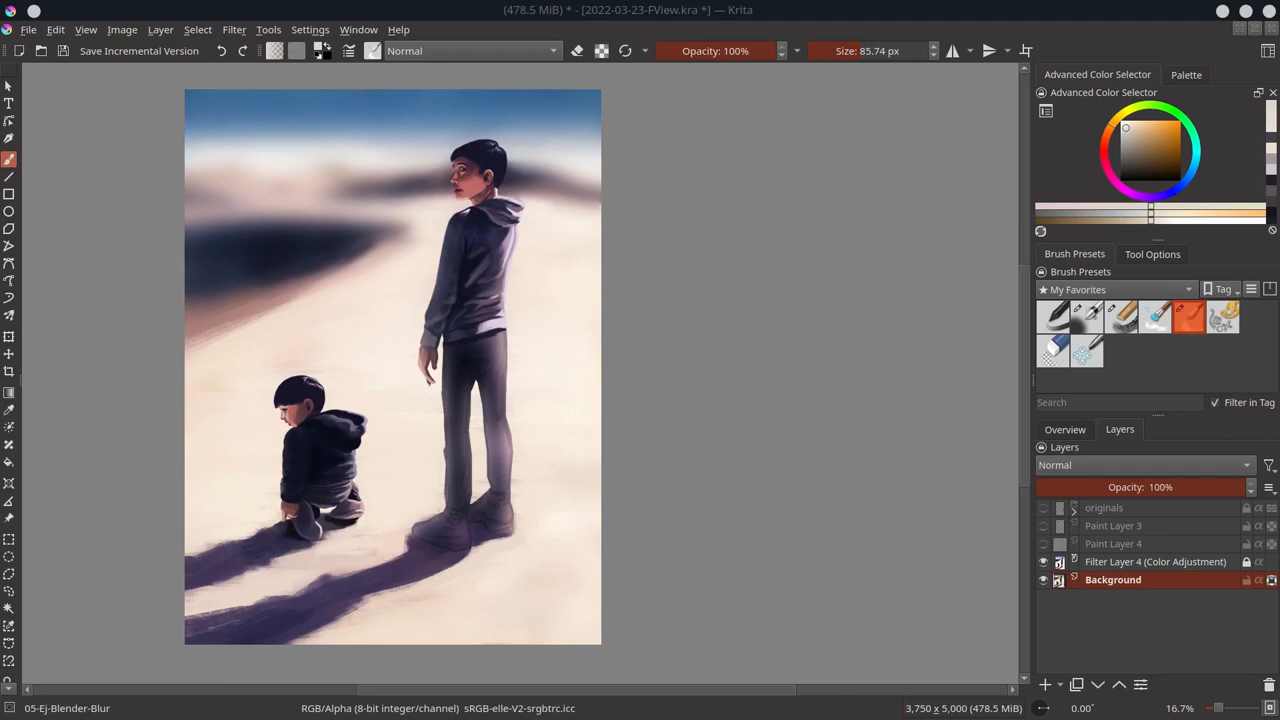 (478.5 MiB) * - [2022-03-23-FView.kra *] — Krita
File Edit View Image Filter Layer Select Filter Tools Settings Window Help
Save Incremental Version
Normal
Opacity: 100%
Size: 85.74 px
Advanced Color Selector Palette
Advanced Color Selector
Brush Presets Tool Options
Brush Presets
★ My Favorites
Tag
Search
Filter in Tag
Overview Layers
Layers
Normal
Opacity: 100%
originals
Paint Layer 3
Paint Layer 4
Filter Layer 4 (Color Adjustment)
Background
05-Ej-Blender-Blur
RGB/Alpha (8-bit integer/channel) sRGB-elle-V2-srgbtrc.icc
3,750 x 5,000 (478.5 MiB)
0.00°
16.7%